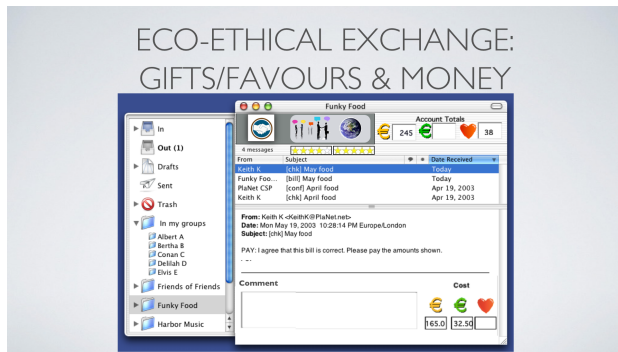 ECO-ETHICAL EXCHANGE:
GIFTS/FAVOURS & MONEY
In
Out (1)
Drafts
Sent
Trash
In my groups
Albert A
Bertha B
Conan C
Delilah D
Elvis E
Friends of Friends
Funky Food
Harbor Music
Funky Food
Account Totals
€ 245 € 38
4 messages
From Subject Date Received
Keith K [chk] May food Today
Funky Foo... [bill] May food Today
PlaNet CSP [conf] April food Apr 19, 2003
Keith K [chk] April food Apr 19, 2003
From: Keith K <KeithK@PlaNet.net>
Date: Mon May 19, 2003 10:28:14 PM Europe/London
Subject: [chk] May food
PAY: I agree that this bill is correct. Please pay the amounts shown.
Comment
Cost
€ €
165.0 32.50